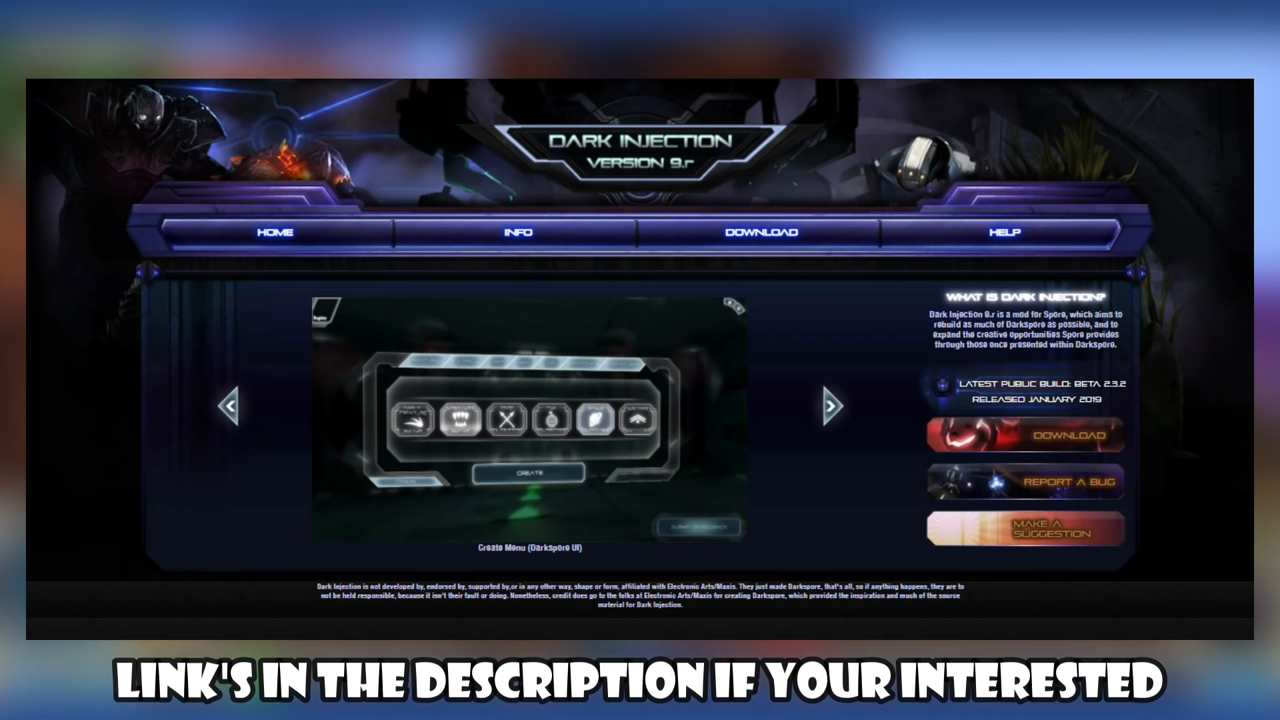 DARK INJECTION
VERSION 9.r
HOME
INFO
DOWNLOAD
HELP
WHAT IS DARK INJECTION?
Dark Injection 9.r is a mod for Spore, which aims to
rebuild as much of Darkspore as possible, and to
expand the creative opportunities Spore provides
through those once presented within Darkspore.
LATEST PUBLIC BUILD: BETA 2.3.2
RELEASED JANUARY 2019
DOWNLOAD
REPORT A BUG
MAKE A
SUGGESTION
CREATE
Create Menu (Darkspore UI)
Dark Injection is not developed by, endorsed by, supported by,or in any other way, shape or form, affiliated with Electronic Arts/Maxis. They just made Darkspore, that's all, so if anything happens, they are to
not be held responsible, because it isn't their fault or doing. Nonetheless, credit does go to the folks at Electronic Arts/Maxis for creating Darkspore, which provided the inspiration and much of the source
material for Dark Injection.
LINK'S IN THE DESCRIPTION IF YOUR INTERESTED